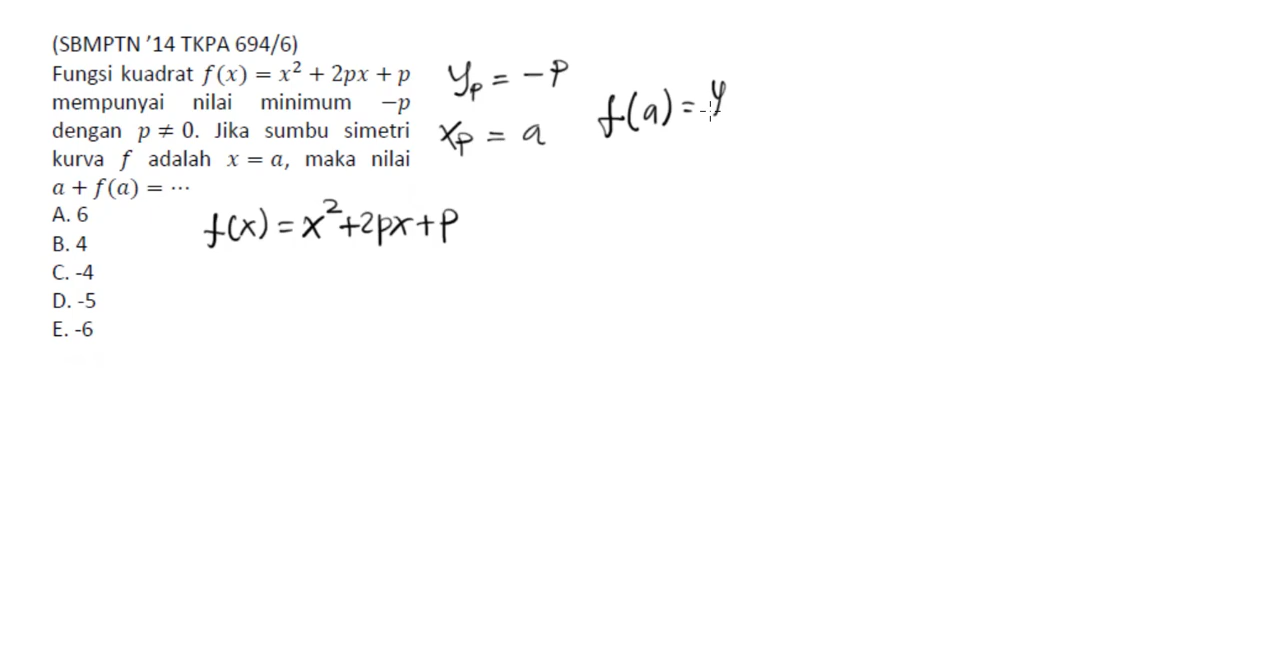 (SBMPTN '14 TKPA 694/6)
Fungsi kuadrat f(x) = x² + 2px + p
mempunyai nilai minimum −p
dengan p ≠ 0. Jika sumbu simetri
kurva f adalah x = a, maka nilai
a + f(a) = ⋯
A. 6
B. 4
C. -4
D. -5
E. -6
yₚ = −p
xₚ = a
f(a) = y
f(x) = x²+2px+p